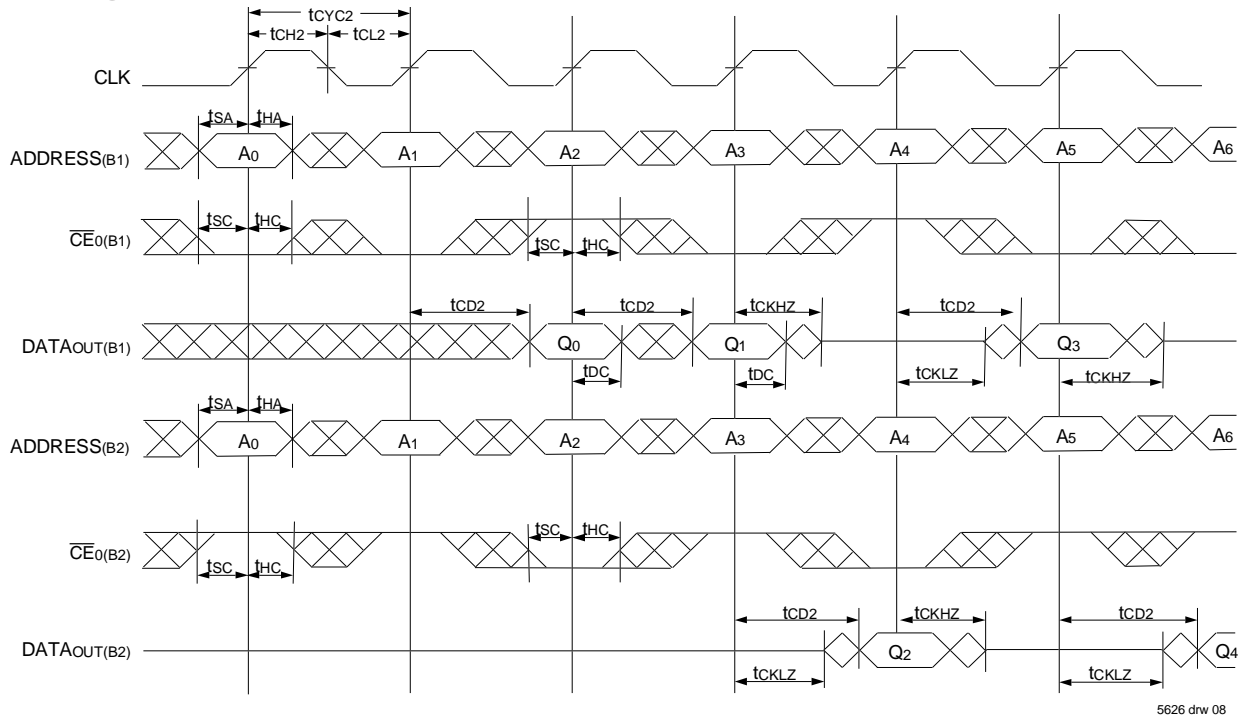 tCYC2
tCH2 tCL2
CLK
tSA tHA
ADDRESS(B1) A0 A1 A2 A3 A4 A5 A6
tSC tHC
CE0(B1)
tSC tHC
tCD2 tCD2 tCKHZ tCD2
DATAOUT(B1) Q0 Q1 Q3
tDC tDC tCKLZ tCKHZ
tSA tHA
ADDRESS(B2) A0 A1 A2 A3 A4 A5 A6
tSC tHC
CE0(B2)
tSC tHC
tCD2 tCKHZ tCD2
DATAOUT(B2) Q2 Q4
tCKLZ tCKLZ
5626 drw 08